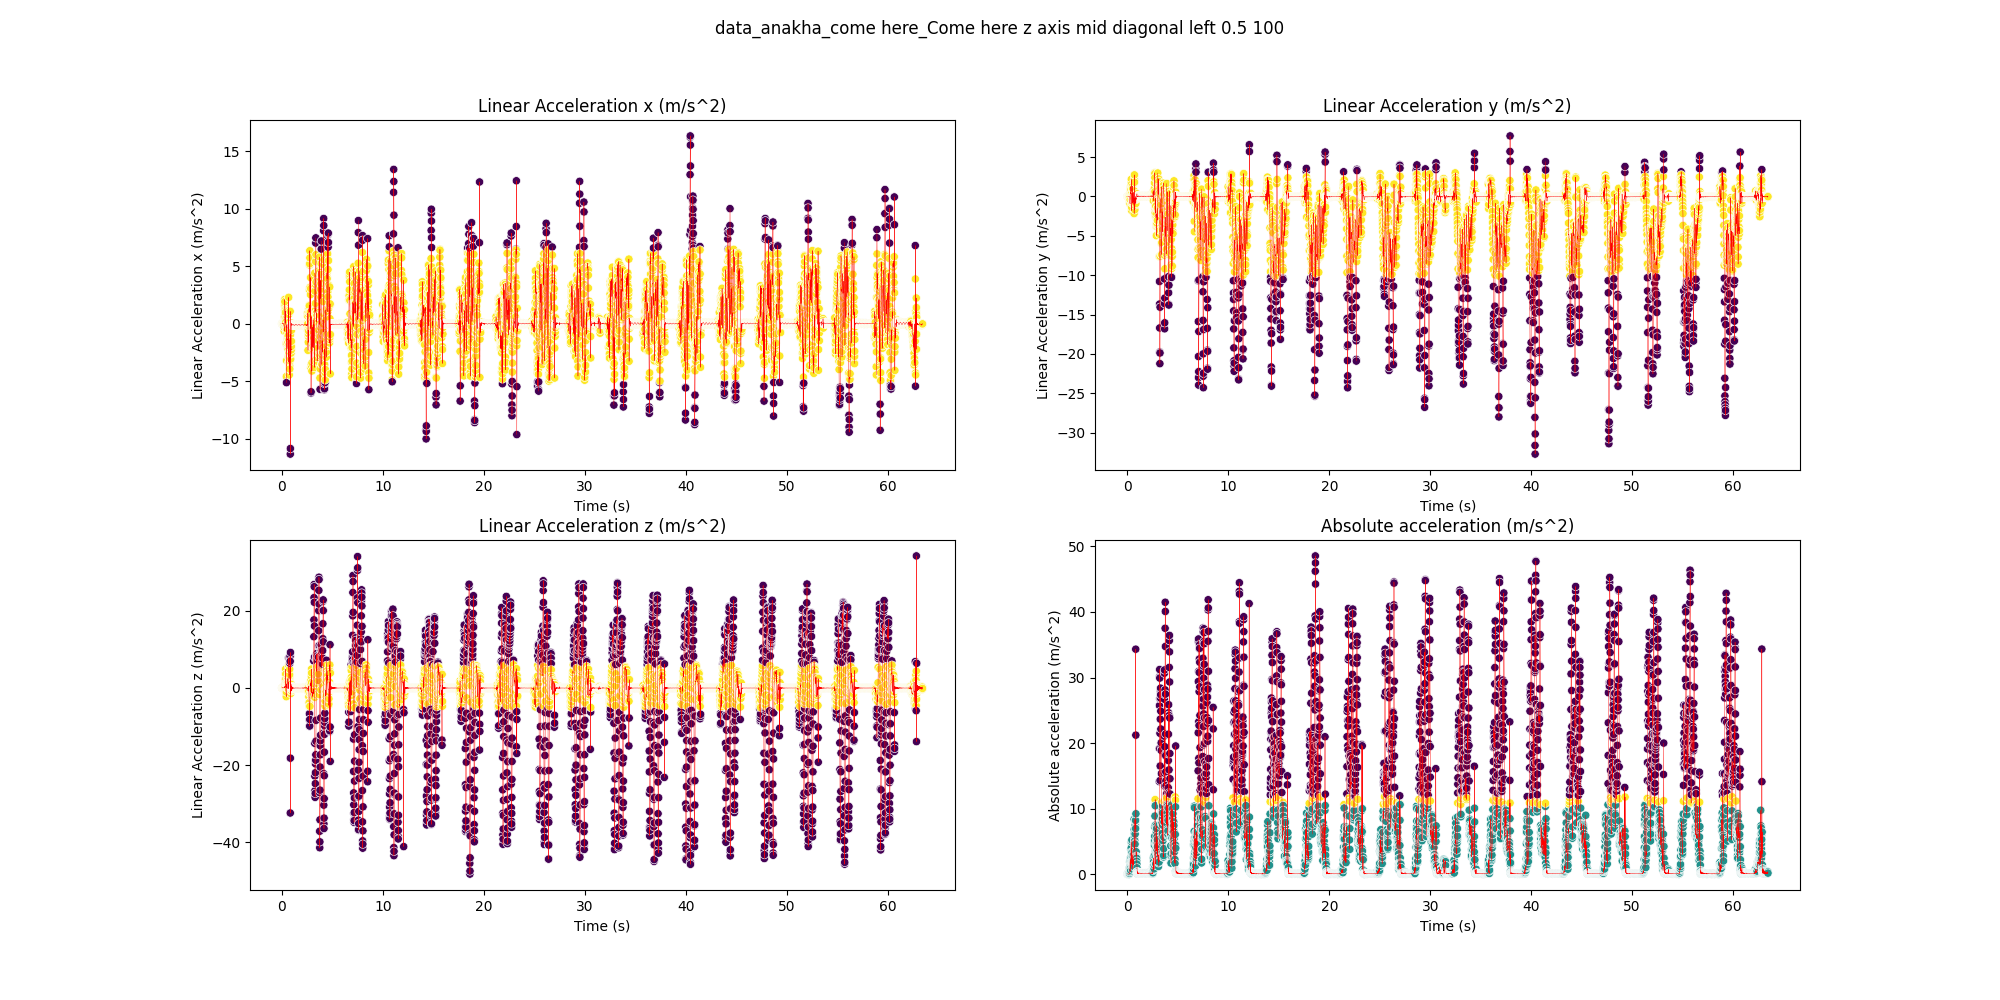 data_anakha_come here_Come here z axis mid diagonal left 0.5 100
Linear Acceleration x (m/s^2)
Linear Acceleration x (m/s^2)
15
10
5
0
−5
−10
0 10 20 30 40 50 60
Time (s)
Linear Acceleration y (m/s^2)
Linear Acceleration y (m/s^2)
5
0
−5
−10
−15
−20
−25
−30
0 10 20 30 40 50 60
Time (s)
Linear Acceleration z (m/s^2)
Linear Acceleration z (m/s^2)
20
0
−20
−40
0 10 20 30 40 50 60
Time (s)
Absolute acceleration (m/s^2)
Absolute acceleration (m/s^2)
50
40
30
20
10
0
0 10 20 30 40 50 60
Time (s)